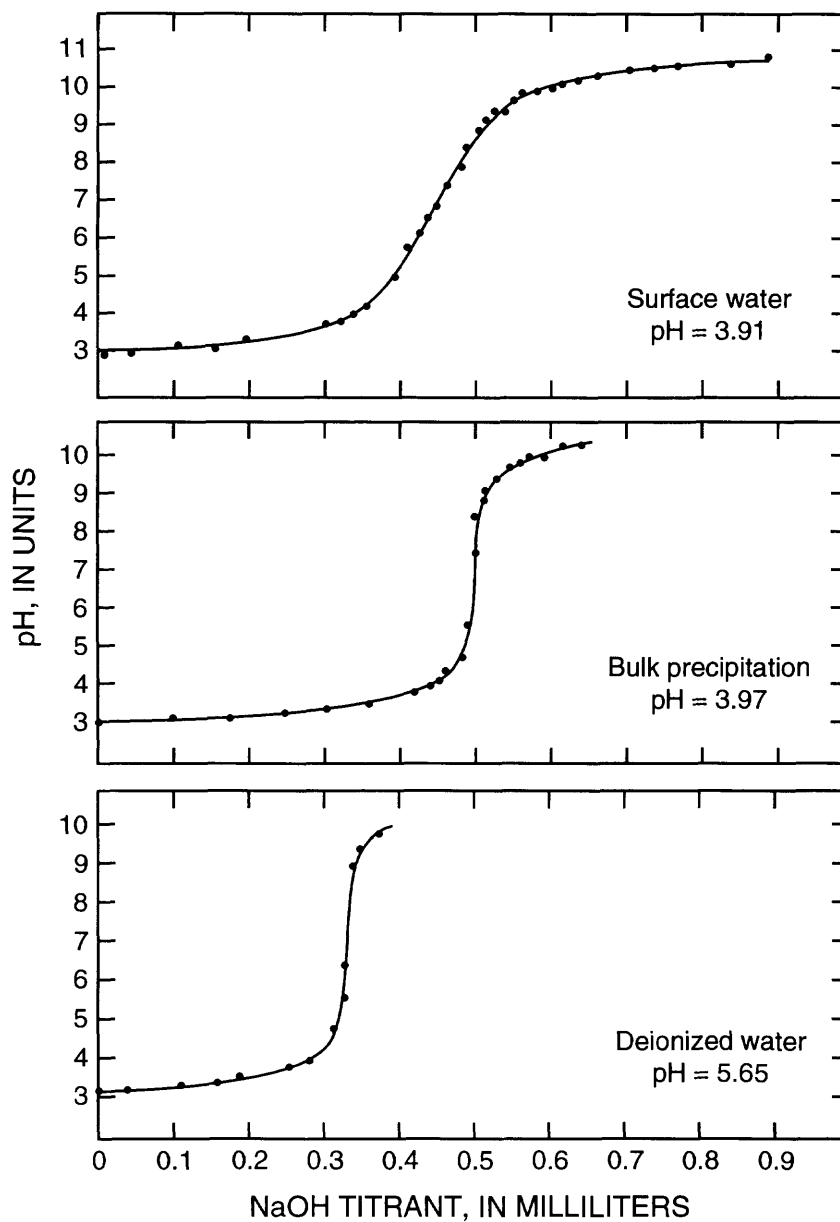 11
10
9
8
7
6
5
4
3
Surface water
pH = 3.91
10
9
8
7
6
5
4
3
Bulk precipitation
pH = 3.97
pH, IN UNITS
10
9
8
7
6
5
4
3
Deionized water
pH = 5.65
0 0.1 0.2 0.3 0.4 0.5 0.6 0.7 0.8 0.9
NaOH TITRANT, IN MILLILITERS